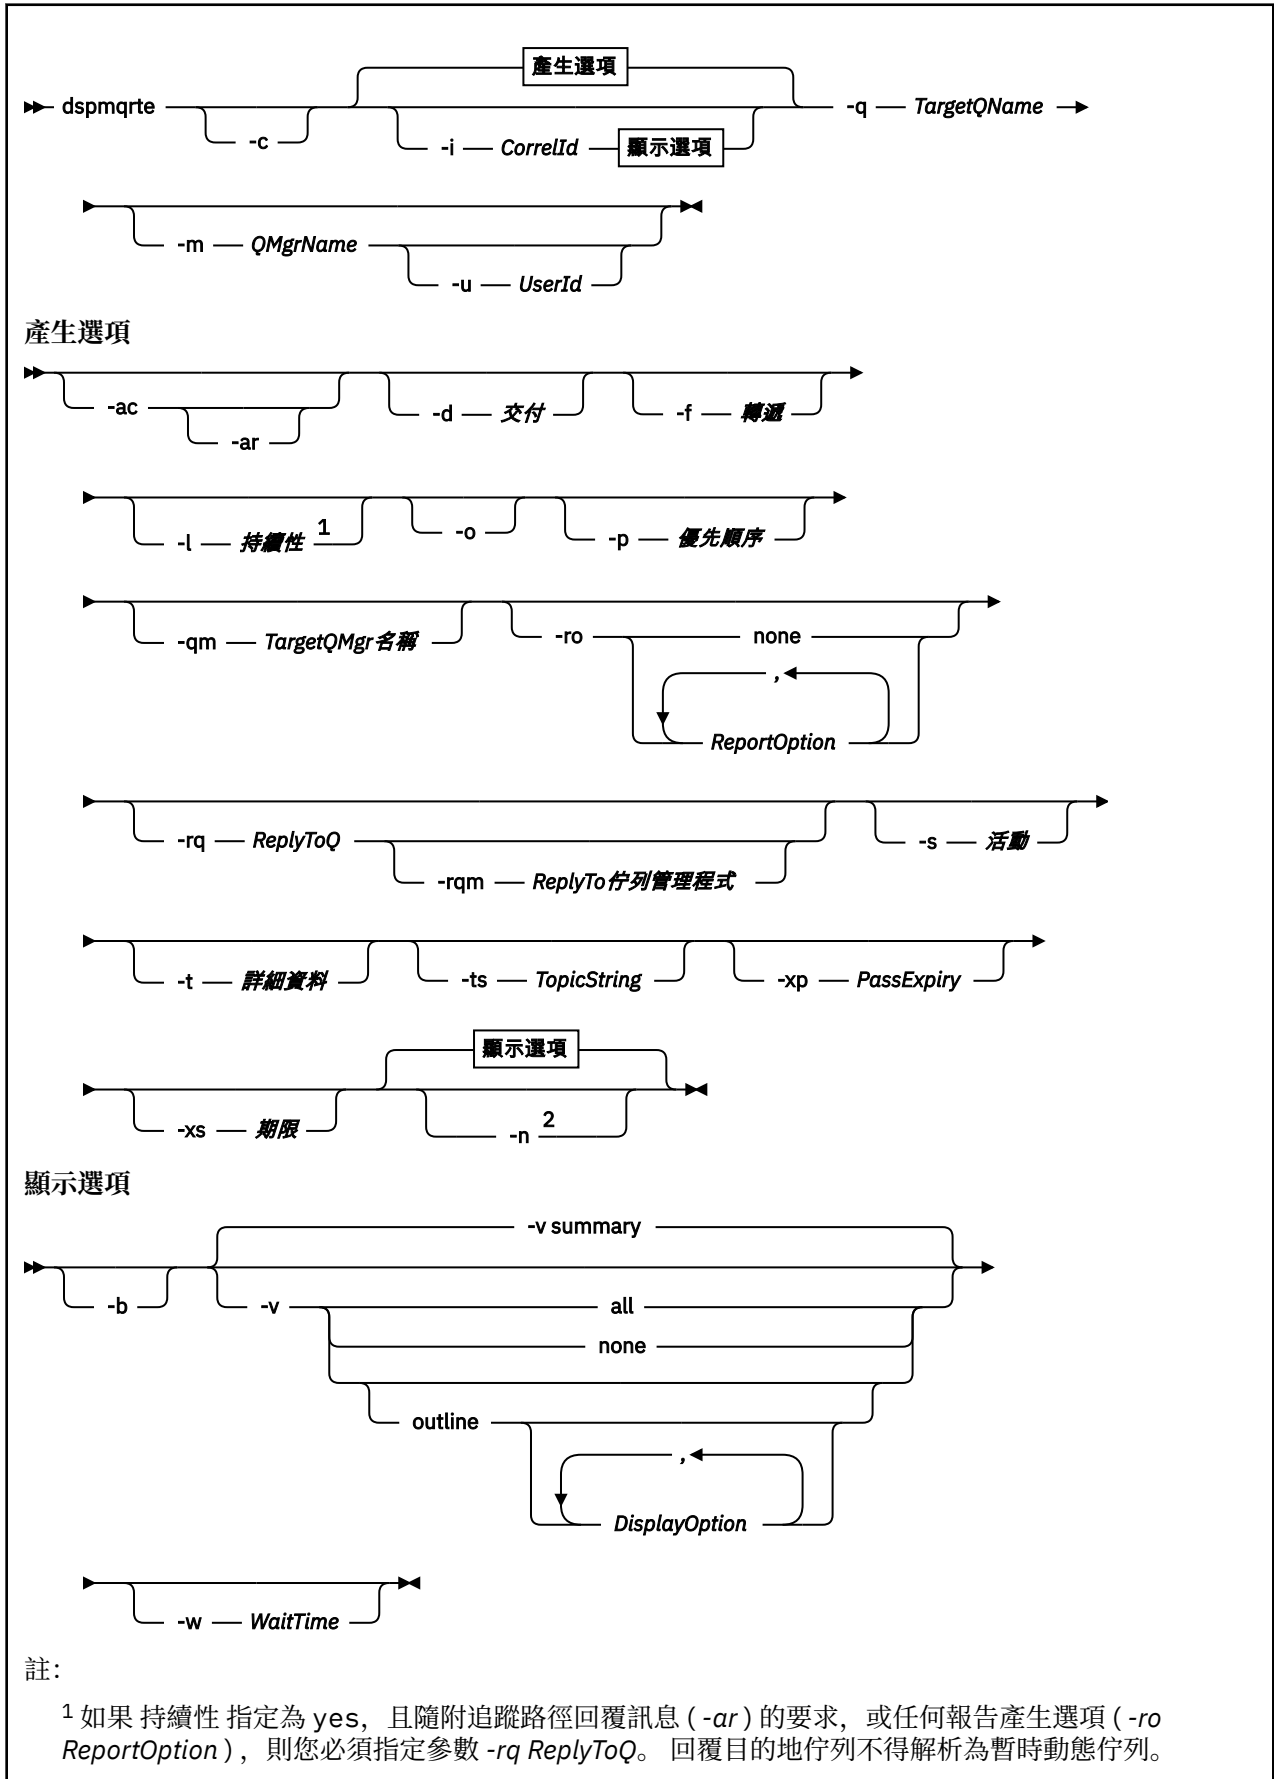 產生選項
dspmqrte -c -i CorrelId 顯示選項 -q TargetQName
-m QMgrName -u UserId
產生選項
-ac -ar -d 交付 -f 轉遞
-l 持續性 1 -o -p 優先順序
-qm TargetQMgr名稱 -ro none
,
ReportOption
-rq ReplyToQ -rqm ReplyTo佇列管理程式 -s 活動
-t 詳細資料 -ts TopicString -xp PassExpiry
顯示選項
-xs 期限 -n 2
顯示選項
-v summary
-b -v all
none
outline
,
DisplayOption
-w WaitTime
註：
1 如果 持續性 指定為 yes，且隨附追蹤路徑回覆訊息 ( -ar ) 的要求，或任何報告產生選項 ( -ro
ReportOption ) ，則您必須指定參數 -rq ReplyToQ。 回覆目的地佇列不得解析為暫時動態佇列。